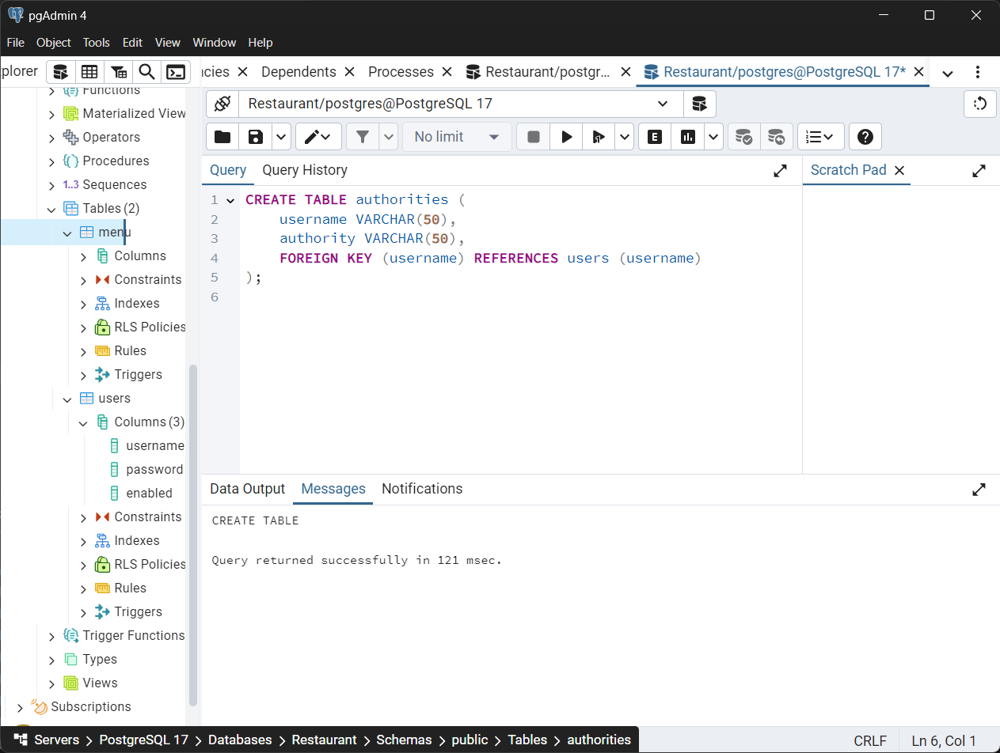 pgAdmin 4
File Object Tools Edit View Window Help
plorer
cies Dependents Processes Restaurant/postgr... Restaurant/postgres@PostgreSQL 17*
Restaurant/postgres@PostgreSQL 17
No limit
E
Query Query History
Scratch Pad
1 CREATE TABLE authorities (
2 username VARCHAR(50),
3 authority VARCHAR(50),
4 FOREIGN KEY (username) REFERENCES users (username)
5 );
6
Functions
Materialized View
Operators
Procedures
1..3 Sequences
Tables (2)
menu
Columns
Constraints
Indexes
RLS Policies
Rules
Triggers
users
Columns (3)
username
password
enabled
Constraints
Indexes
RLS Policies
Rules
Triggers
Trigger Functions
Types
Views
Subscriptions
Data Output Messages Notifications
CREATE TABLE
Query returned successfully in 121 msec.
Servers > PostgreSQL 17 > Databases > Restaurant > Schemas > public > Tables > authorities
CRLF Ln 6, Col 1